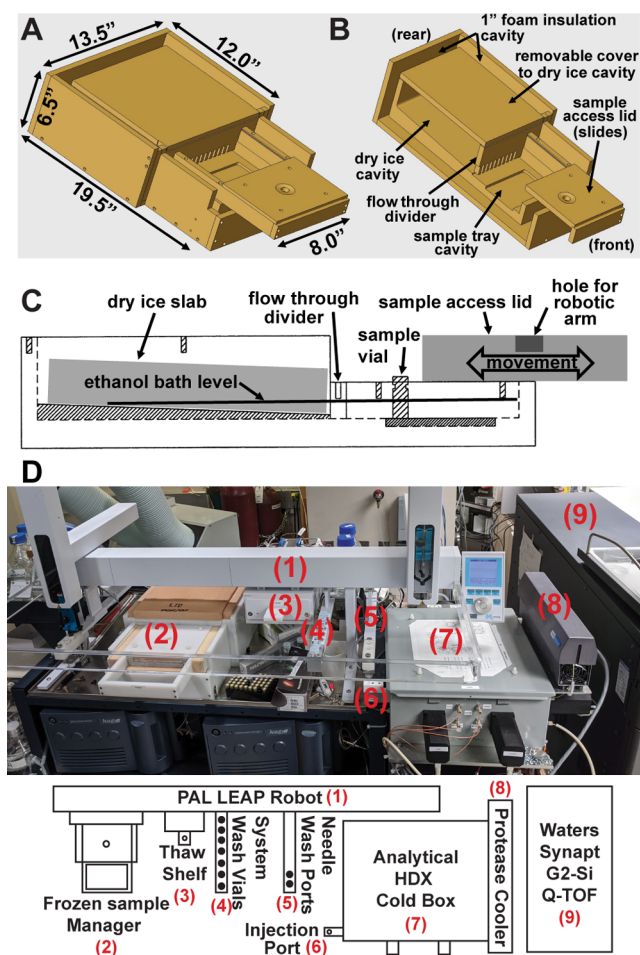 A
13.5”
12.0”
6.5”
19.5”
8.0”
B
1” foam insulation
cavity
(rear)
removable cover
to dry ice cavity
sample
access lid
(slides)
dry ice
cavity
flow through
divider
sample tray
cavity
(front)
C
dry ice slab
flow through
divider
sample access lid
hole for
robotic
arm
sample
vial
movement
ethanol bath level
D
(1)
(2)
(3)
(4)
(5)
(6)
(7)
(8)
(9)
PAL LEAP Robot (1)
(8)
Thaw
Shelf
(3)
System
Wash Vials
(4)
Needle
Wash Ports
(5)
Frozen sample
Manager
(2)
Injection
Port (6)
Analytical
HDX
Cold Box
(7)
Protease Cooler
Waters
Synapt
G2-Si
Q-TOF
(9)